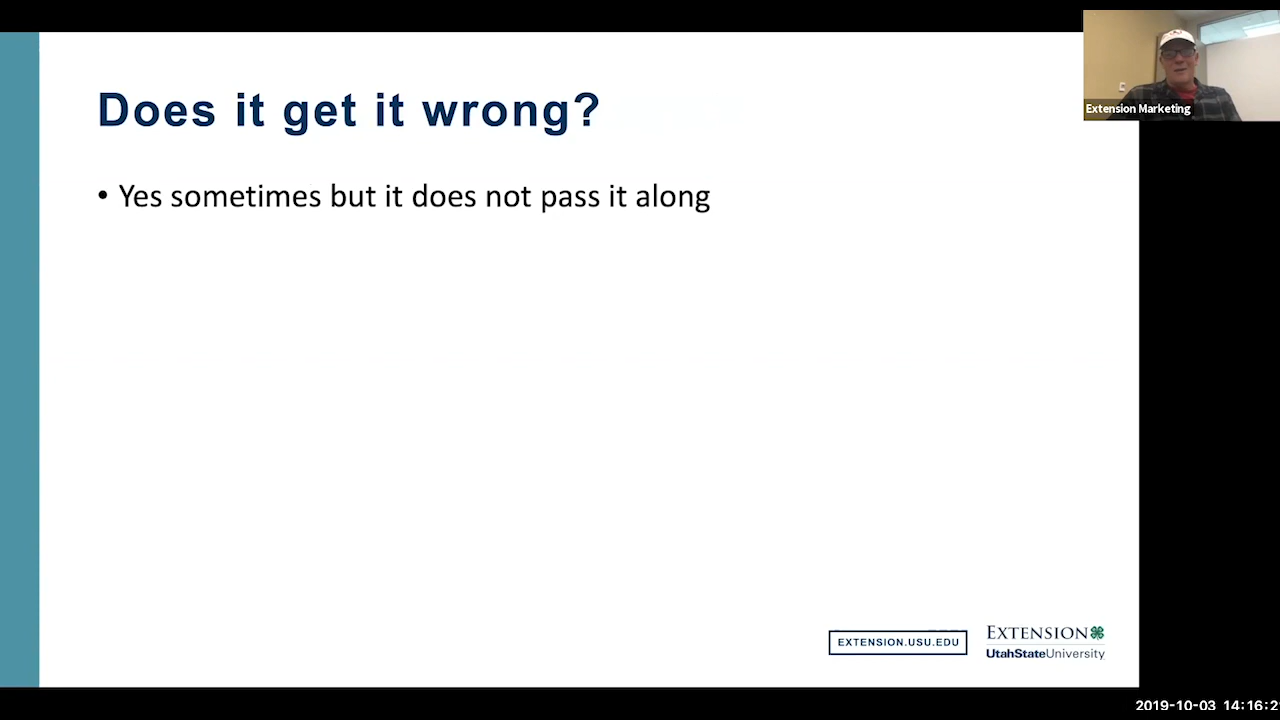 Does it get it wrong?
Extension Marketing
• Yes sometimes but it does not pass it along
EXTENSION.USU.EDU
EXTENSION
UtahStateUniversity
2019-10-03 14:16:2